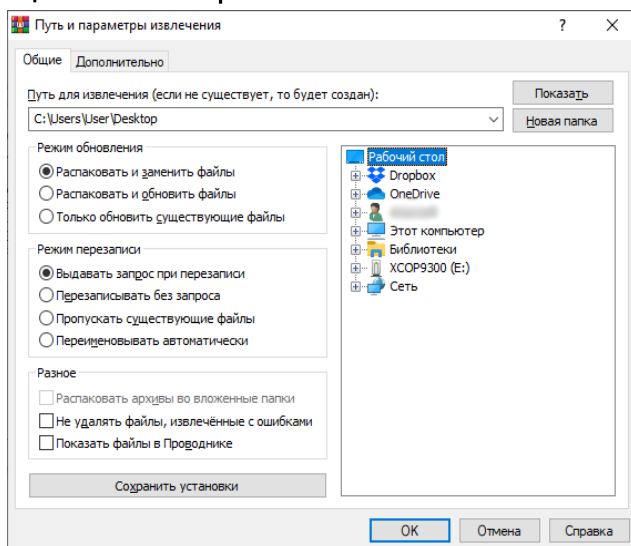 Путь и параметры извлечения
Общие
Дополнительно
Путь для извлечения (если не существует, то будет создан):
Показать
C:\Users\User\Desktop
Новая папка
Режим обновления
Распаковать и заменить файлы
Распаковать и обновить файлы
Только обновить существующие файлы
Режим перезаписи
Выдавать запрос при перезаписи
Перезаписывать без запроса
Пропускать существующие файлы
Переименовывать автоматически
Разное
Распаковать архивы во вложенные папки
Не удалять файлы, извлечённые с ошибками
Показать файлы в Проводнике
Сохранить установки
Рабочий стол
Dropbox
OneDrive
Этот компьютер
Библиотеки
XCOP9300 (E:)
Сеть
OK
Отмена
Справка